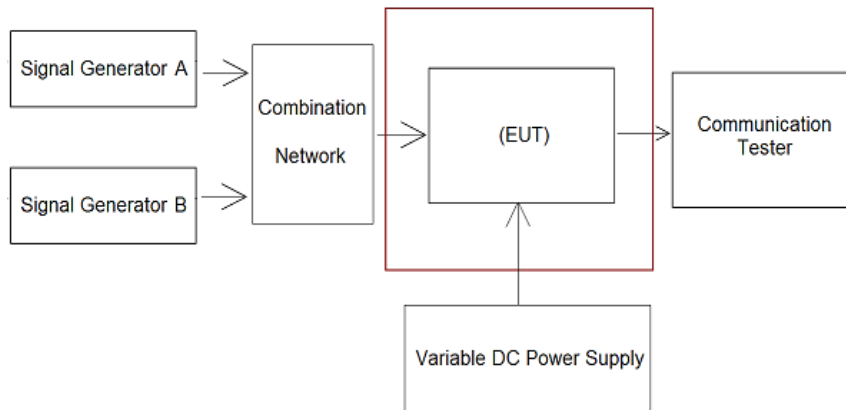 Signal Generator A
Combination
Network
(EUT)
Communication
Tester
Signal Generator B
Variable DC Power Supply